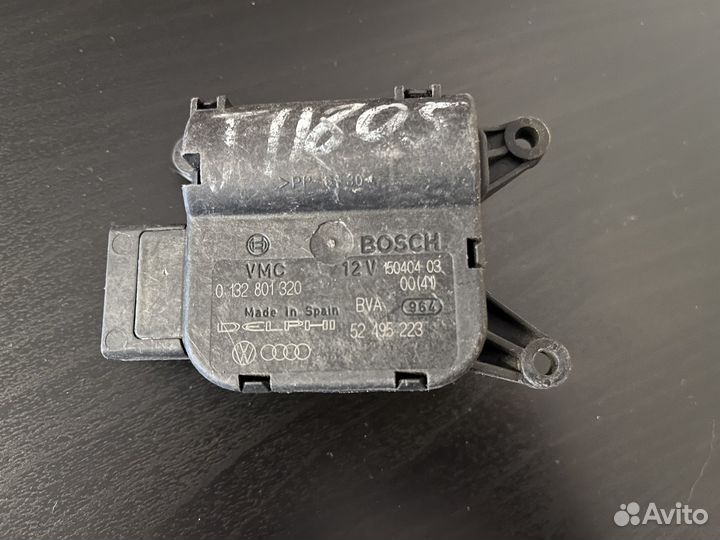 BOSCH
VMC 12 V 150404 03
0 132 801 320 00(41)
Made in Spain BVA 964
DELPHI 52 495 223
Avito